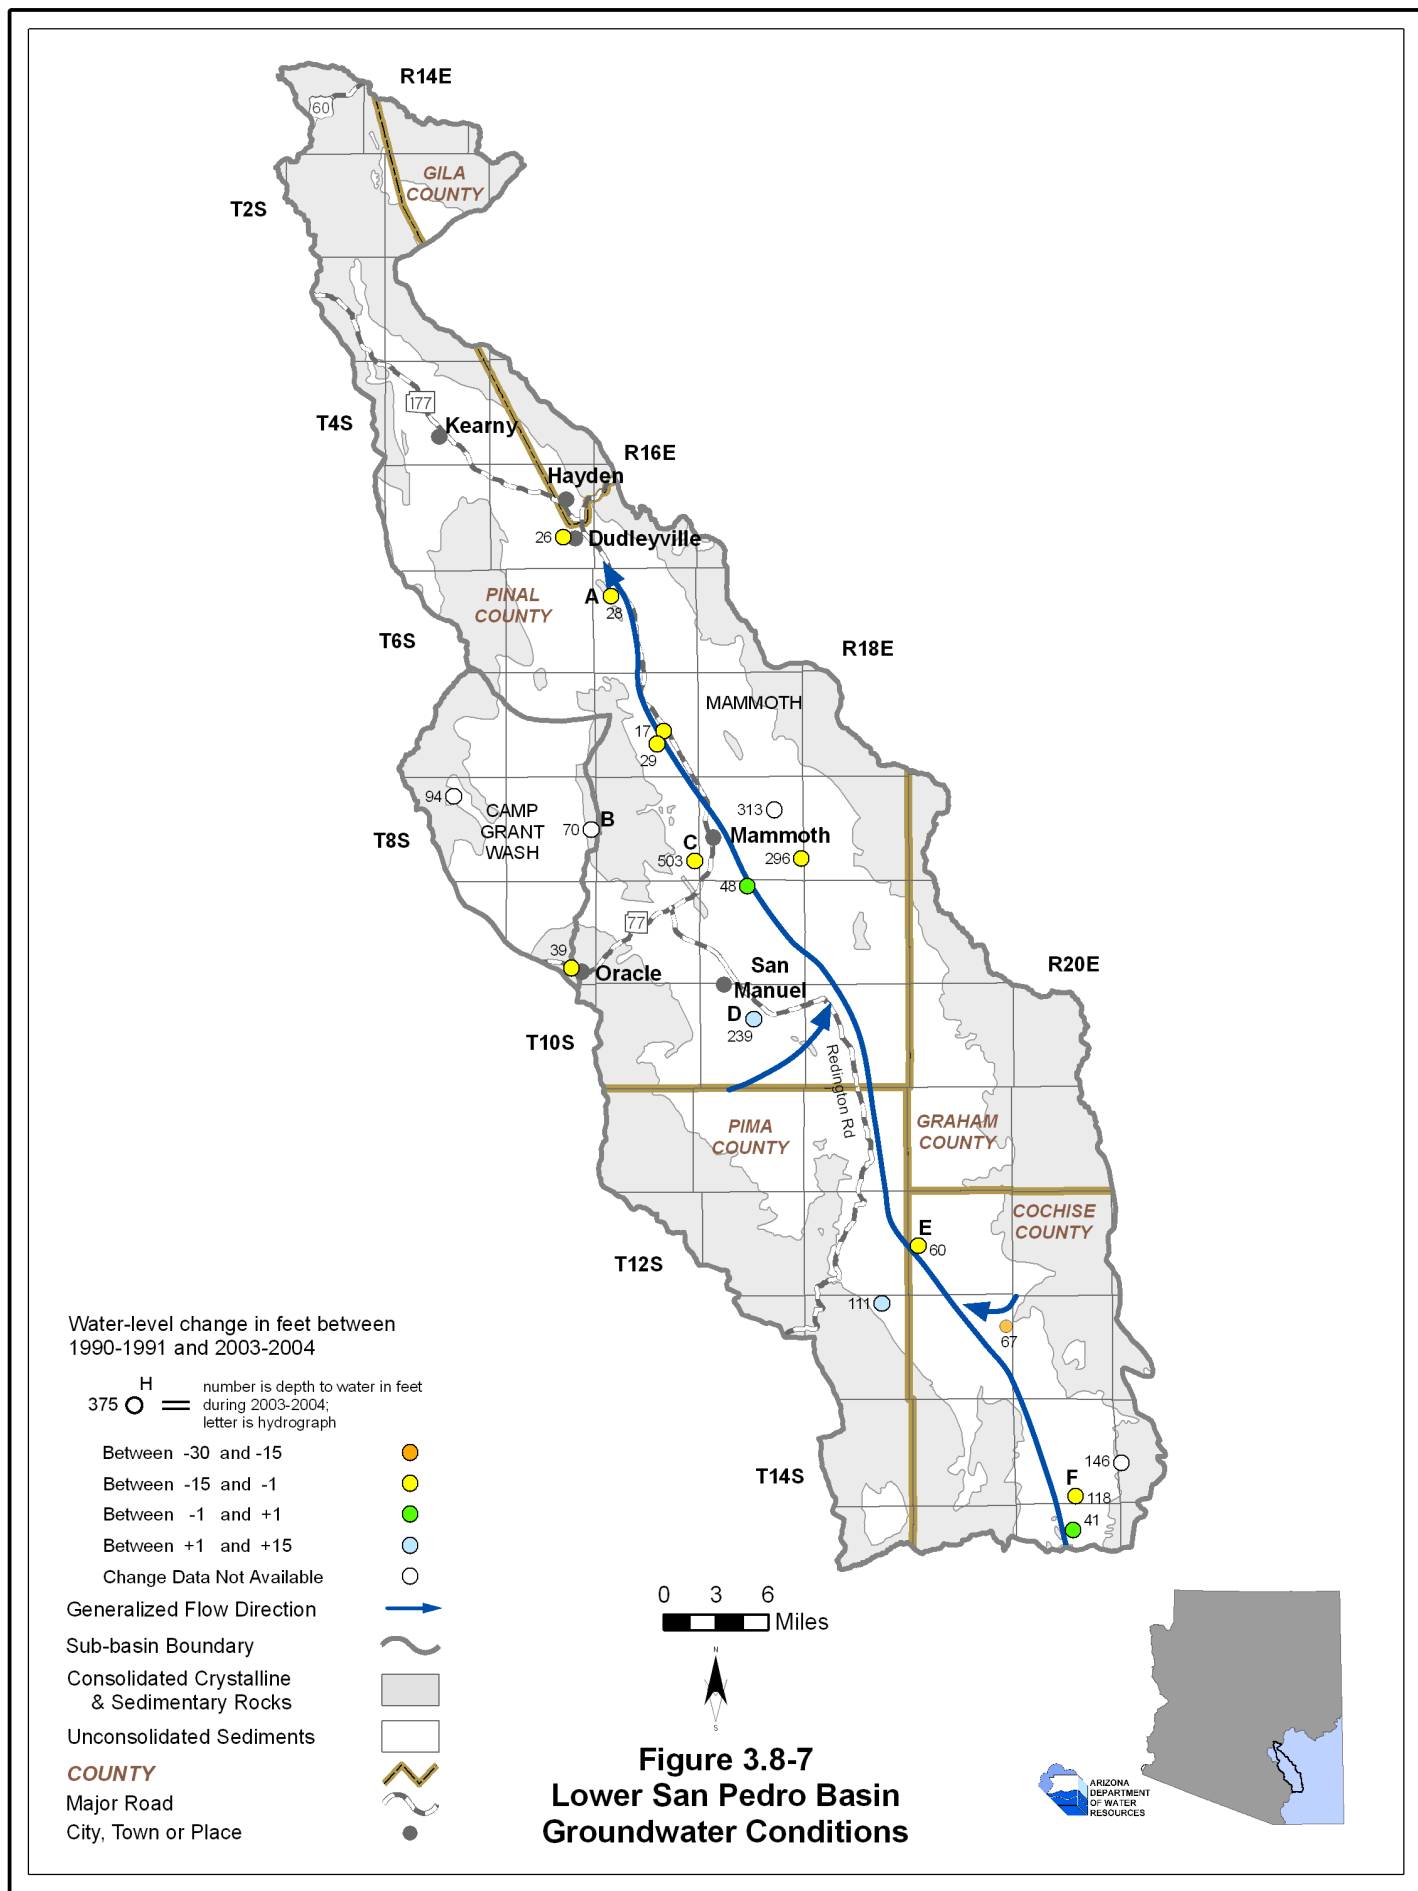 R14E
60
GILA
COUNTY
T2S
177
T4S
Kearny
R16E
Hayden
26
Dudleyville
PINAL
COUNTY
A
28
T6S
R18E
MAMMOTH
17
29
94
CAMP
GRANT
WASH
313
B
70
T8S
Mammoth
C
503
296
48
77
39
Oracle
San
Manuel
R20E
D
239
T10S
Redington Rd
PIMA
COUNTY
GRAHAM
COUNTY
COCHISE
COUNTY
E
60
T12S
111
67
146
T14S
F
118
41
Water-level change in feet between
1990-1991 and 2003-2004
H
375
number is depth to water in feet
during 2003-2004;
letter is hydrograph
Between -30 and -15
Between -15 and -1
Between -1 and +1
Between +1 and +15
Change Data Not Available
Generalized Flow Direction
Sub-basin Boundary
Consolidated Crystalline
& Sedimentary Rocks
Unconsolidated Sediments
COUNTY
Major Road
City, Town or Place
0 3 6
Miles
N
S
Figure 3.8-7
Lower San Pedro Basin
Groundwater Conditions
ARIZONA
DEPARTMENT
OF WATER
RESOURCES